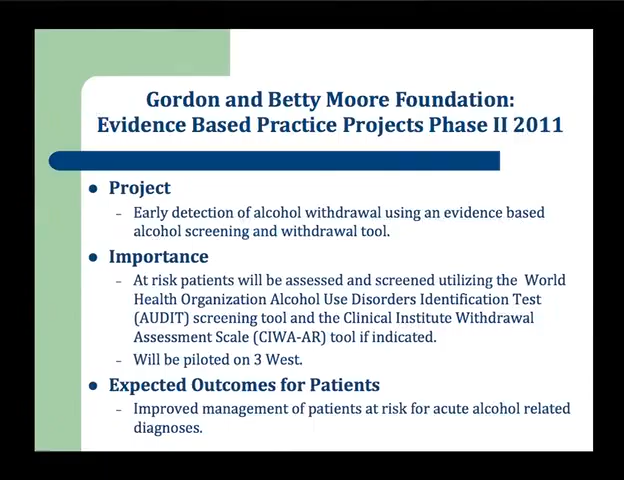 Gordon and Betty Moore Foundation:
Evidence Based Practice Projects Phase II 2011
● Project
– Early detection of alcohol withdrawal using an evidence based
alcohol screening and withdrawal tool.
● Importance
– At risk patients will be assessed and screened utilizing the World
Health Organization Alcohol Use Disorders Identification Test
(AUDIT) screening tool and the Clinical Institute Withdrawal
Assessment Scale (CIWA-AR) tool if indicated.
– Will be piloted on 3 West.
● Expected Outcomes for Patients
– Improved management of patients at risk for acute alcohol related
diagnoses.